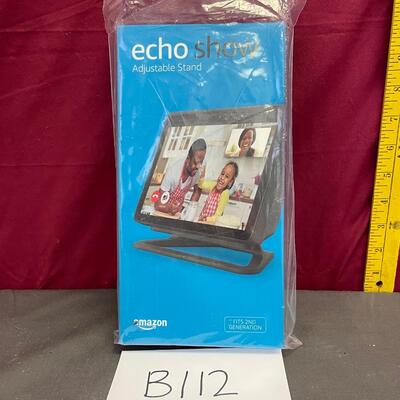 echo show
Adjustable Stand
amazon
FITS 2ND
GENERATION
B112